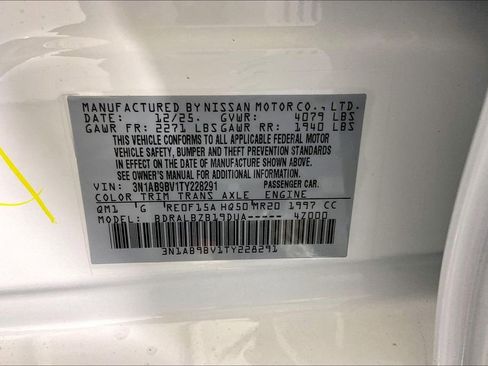 MANUFACTURED BY NISSAN MOTOR CO., LTD.
DATE: 12/25. GVWR: 4079 LBS
GAWR FR: 2271 LBS GAWR RR: 1940 LBS
THIS VEHICLE CONFORMS TO ALL APPLICABLE FEDERAL MOTOR
VEHICLE SAFETY, BUMPER AND THEFT PREVENTION STANDARDS
IN EFFECT ON THE DATE OF MANUFACTURE SHOWN ABOVE.
SEE OWNER'S MANUAL FOR ADDITIONAL INFORMATION
VIN: 3N1AB9BV1TY228291 PASSENGER CAR.
COLOR TRIM TRANS AXLE ENGINE
QM1 G RE0F15A HQ50 MR20 1997 CC
MODEL: BDRALBZB19DUA----- 4Z000
3N1AB9BV1TY228291